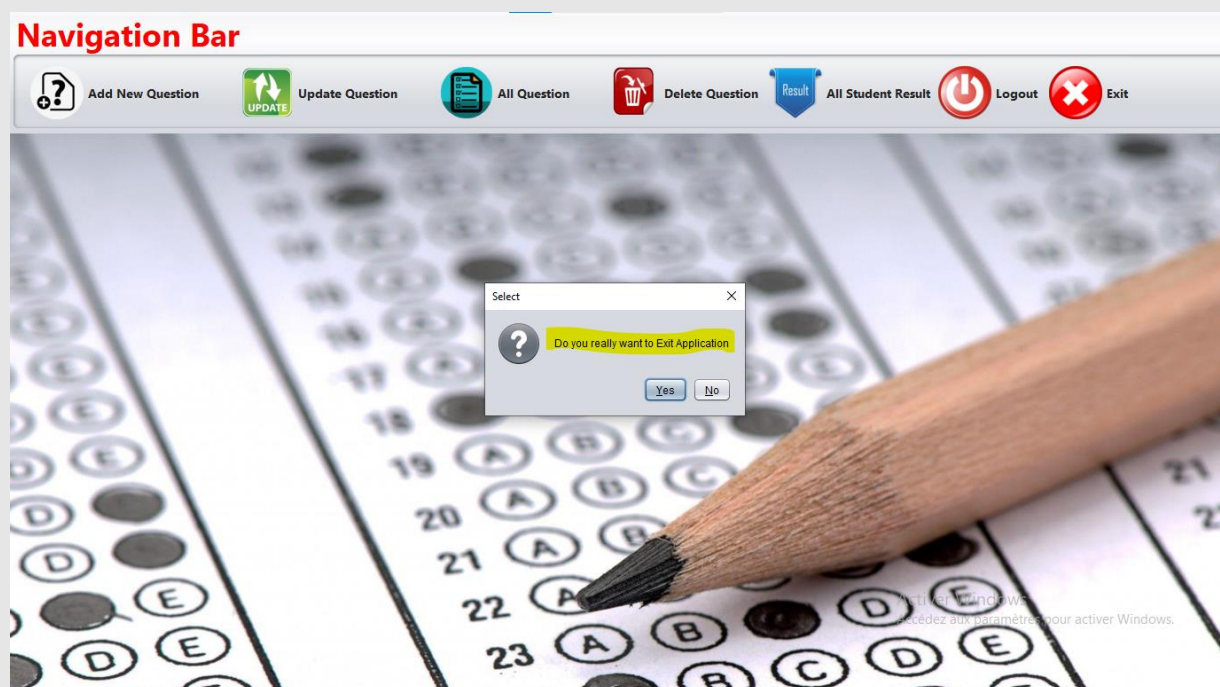 Navigation Bar
Add New Question
UPDATE
Update Question
All Question
Delete Question
Result
All Student Result
Logout
Exit
Select
Do you really want to Exit Application
Yes No
17
18
19 A B C
20 A B C
21 A B
22 A D E
23 A B D E
B C D E
E
E
D
D E
D E
21
Activer Windows
Accédez aux paramètres pour activer Windows.